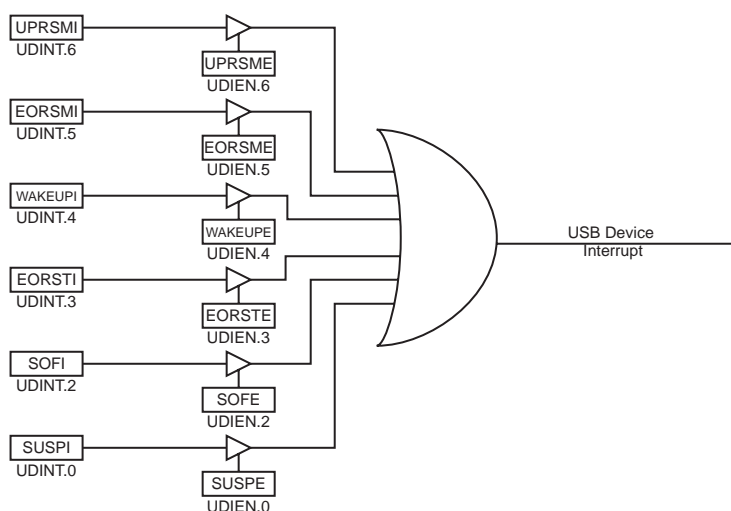 UPRSMI
UDINT.6
UPRSME
UDIEN.6
EORSMI
UDINT.5
EORSME
UDIEN.5
WAKEUPI
UDINT.4
WAKEUPE
UDIEN.4
EORSTI
UDINT.3
EORSTE
UDIEN.3
SOFI
UDINT.2
SOFE
UDIEN.2
SUSPI
UDINT.0
SUSPE
UDIEN.0
USB Device
Interrupt